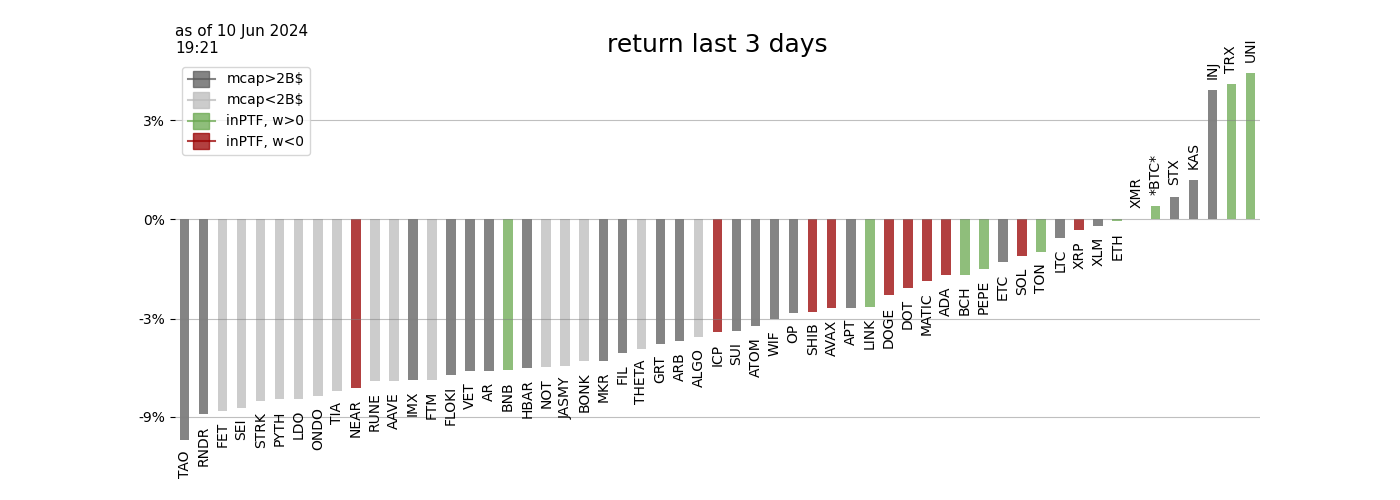 as of 10 Jun 2024
19:21
return last 3 days
mcap>2B$
mcap<2B$
inPTF, w>0
inPTF, w<0
3%
0%
-3%
-9%
TAO
RNDR
FET
SEI
STRK
PYTH
LDO
ONDO
TIA
NEAR
RUNE
AAVE
IMX
FTM
FLOKI
VET
AR
BNB
HBAR
NOT
JASMY
BONK
MKR
FIL
THETA
GRT
ARB
ALGO
ICP
SUI
ATOM
WIF
OP
SHIB
AVAX
APT
LINK
DOGE
DOT
MATIC
ADA
BCH
PEPE
ETC
SOL
TON
LTC
XRP
XLM
ETH
XMR
*BTC*
STX
KAS
INJ
TRX
UNI